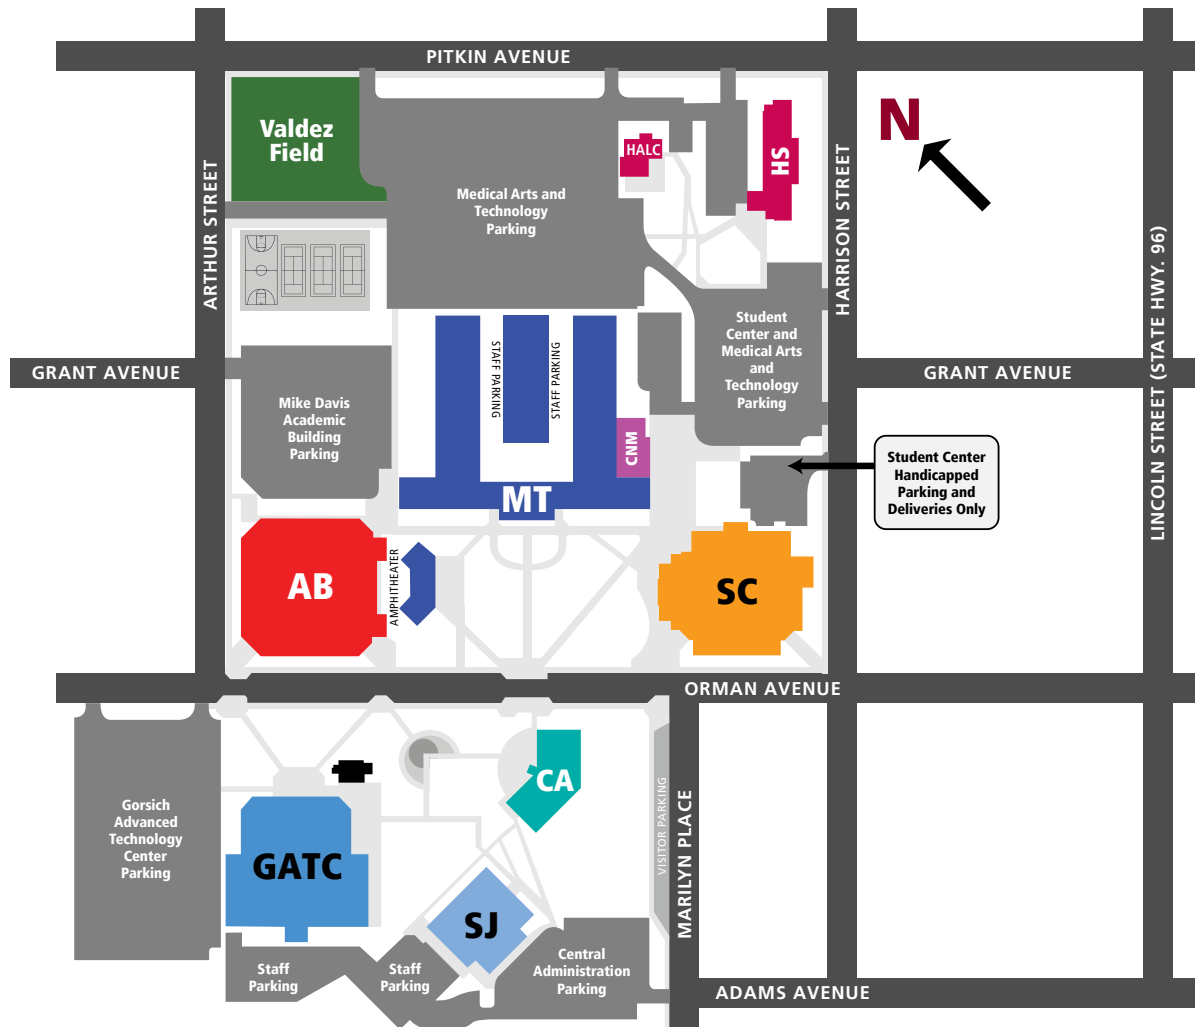 PITKIN AVENUE
Valdez
Field
HALC
HS
N
ARTHUR STREET
Medical Arts and
Technology
Parking
HARRISON STREET
LINCOLN STREET (STATE HWY. 96)
Student
Center and
Medical Arts
and
Technology
Parking
STAFF PARKING
STAFF PARKING
GRANT AVENUE
GRANT AVENUE
Mike Davis
Academic
Building
Parking
CNM
MT
Student Center
Handicapped
Parking and
Deliveries Only
AB
AMPHITHEATER
SC
ORMAN AVENUE
CA
VISITOR PARKING
MARILYN PLACE
Gorsich
Advanced
Technology
Center
Parking
GATC
SJ
Staff
Parking
Staff
Parking
Central
Administration
Parking
ADAMS AVENUE